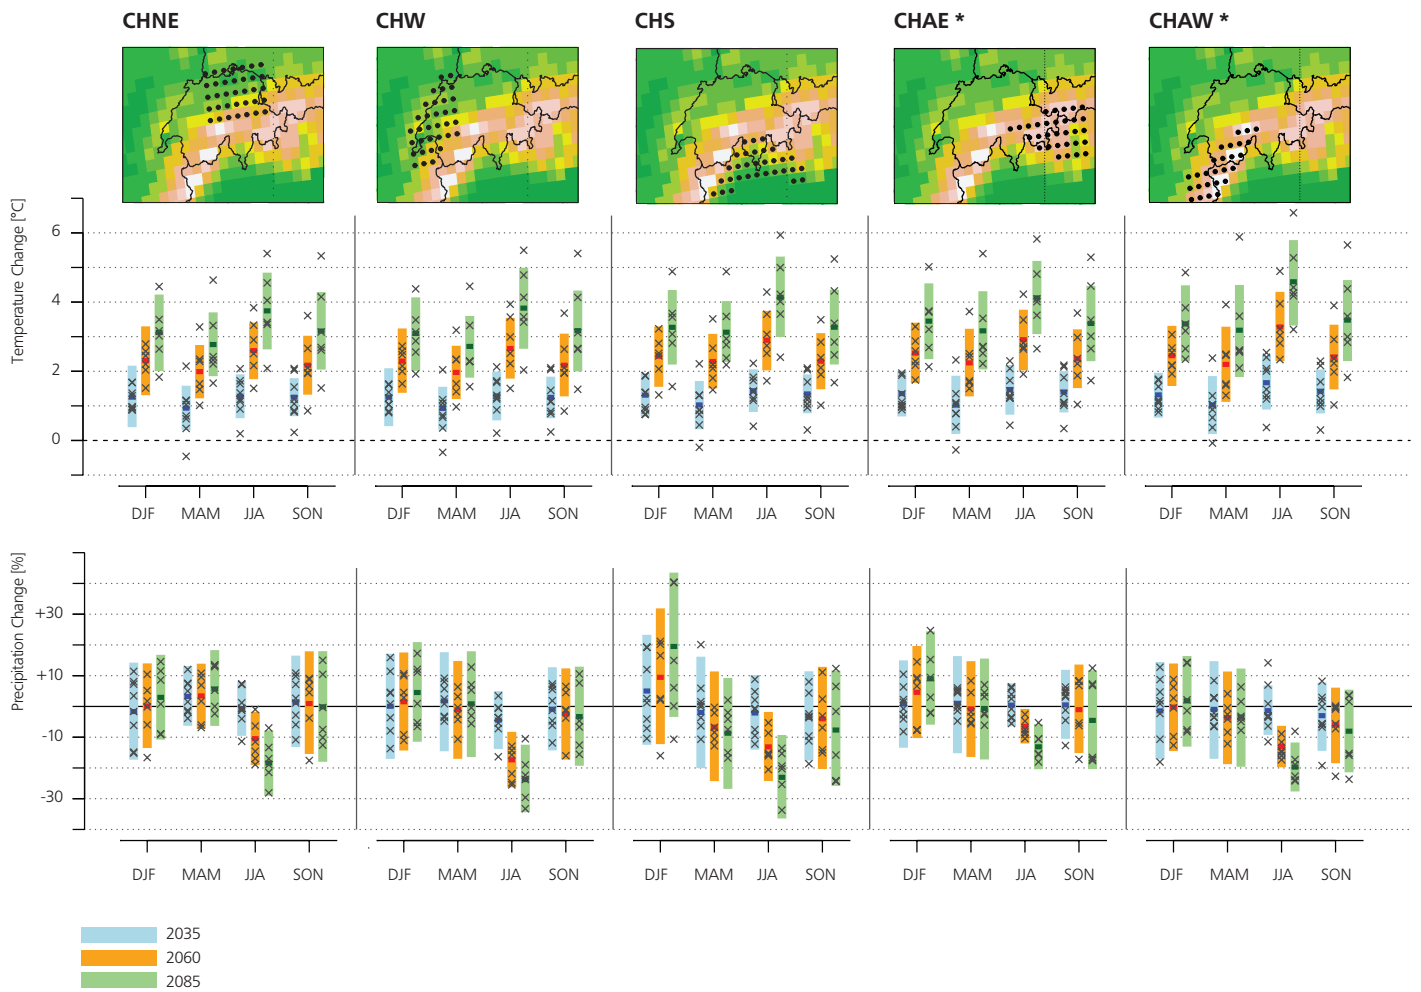 CHNE CHW CHS CHAE * CHAW *
Temperature Change [°C]
6
4
2
0
DJF MAM JJA SON DJF MAM JJA SON DJF MAM JJA SON DJF MAM JJA SON DJF MAM JJA SON
Precipitation Change [%]
+30
+10
-10
-30
DJF MAM JJA SON DJF MAM JJA SON DJF MAM JJA SON DJF MAM JJA SON DJF MAM JJA SON
2035
2060
2085